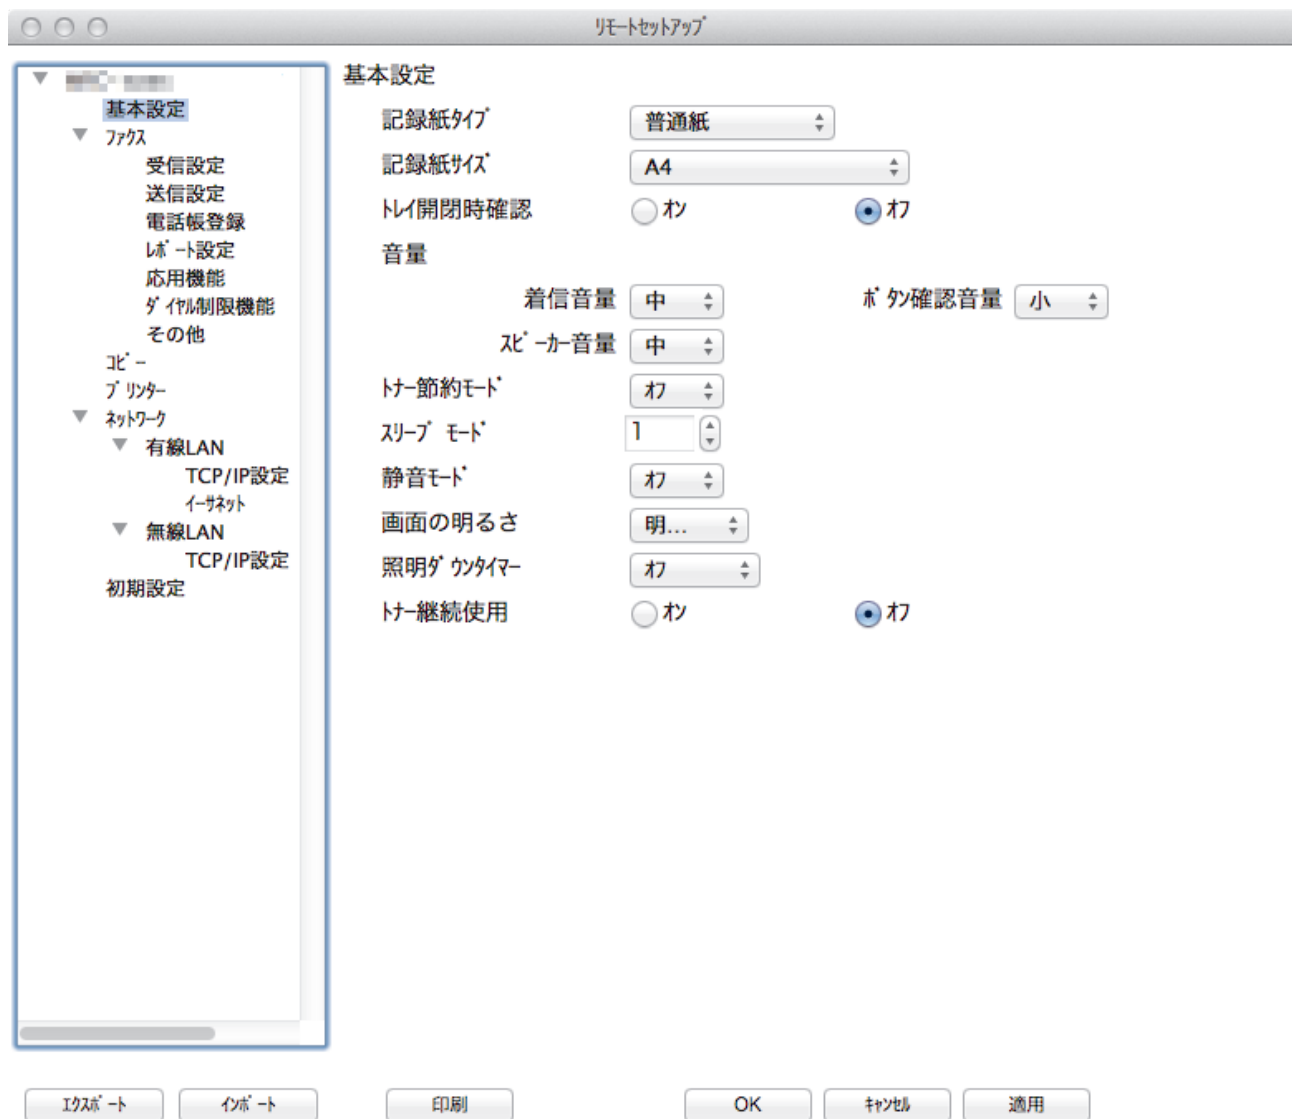 リモートセットアップ
基本設定
ファクス
受信設定
送信設定
電話帳登録
レポート設定
応用機能
ダイヤル制限機能
その他
コピー
プリンター
ネットワーク
有線LAN
TCP/IP設定
イーサネット
無線LAN
TCP/IP設定
初期設定
基本設定
記録紙タイプ 普通紙
記録紙サイズ A4
トレイ開閉時確認 オン オフ
音量
着信音量 中 ボタン確認音量 小
スピーカー音量 中
トナー節約モード オフ
スリープ モード 1
静音モード オフ
画面の明るさ 明...
照明ダウンタイマー オフ
トナー継続使用 オン オフ
エクスポート インポート 印刷 OK キャンセル 適用